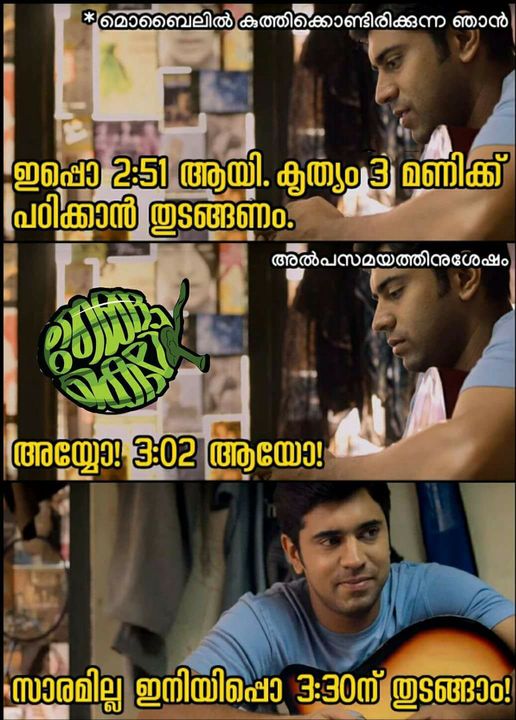 *മൊബൈലിൽ കുത്തിക്കൊണ്ടിരിക്കുന്ന ഞാൻ
ഇപ്പൊ 2:51 ആയി. കൃത്യം 3 മണിക്ക്
പഠിക്കാൻ തുടങ്ങണം.
അൽപസമയത്തിനുശേഷം
അയ്യോ! 3:02 ആയോ!
സാരമില്ല ഇനിയിപ്പൊ 3:30ന് തുടങ്ങാം!